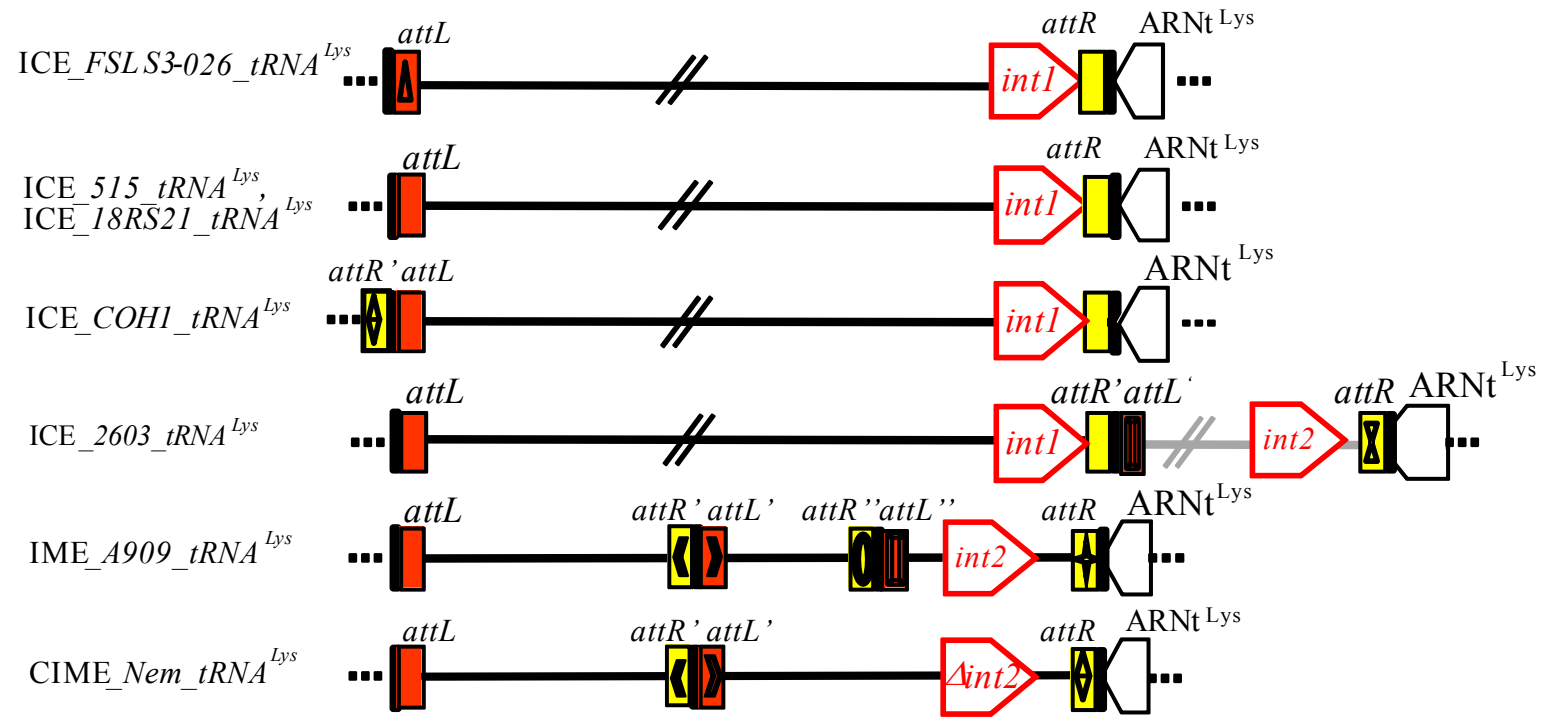 attL attR ARNt Lys
ICE_FSL S3-026_tRNA Lys int1
attL attR ARNt Lys
ICE_515_tRNA Lys,
ICE_18RS21_tRNA Lys int1
attR’ attL ARNt Lys
ICE_COH1_tRNA Lys int1
attL attR’ attL‘ attR ARNt Lys
ICE_2603_tRNA Lys int1 int2
attL attR’ attL’ attR’’ attL’’ attR ARNt Lys
IME_A909_tRNA Lys int2
attL attR’ attL’ attR ARNt Lys
CIME_Nem_tRNA Lys Δint2